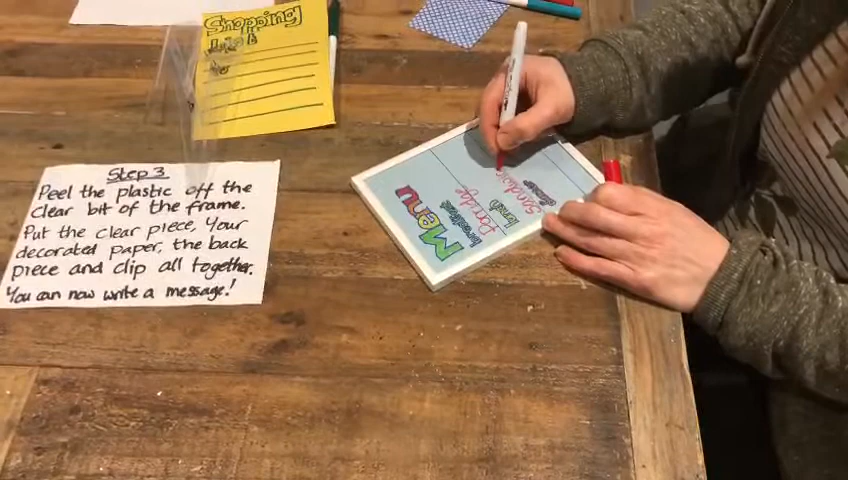 Shopping
list
Step 3
Peel the plastic off the
clear bit of the frame.
Put the clear piece, your
decorated paper, the back
piece and clip all together.
You can now write a message!
Menu
breakfast
Porridge
lunch